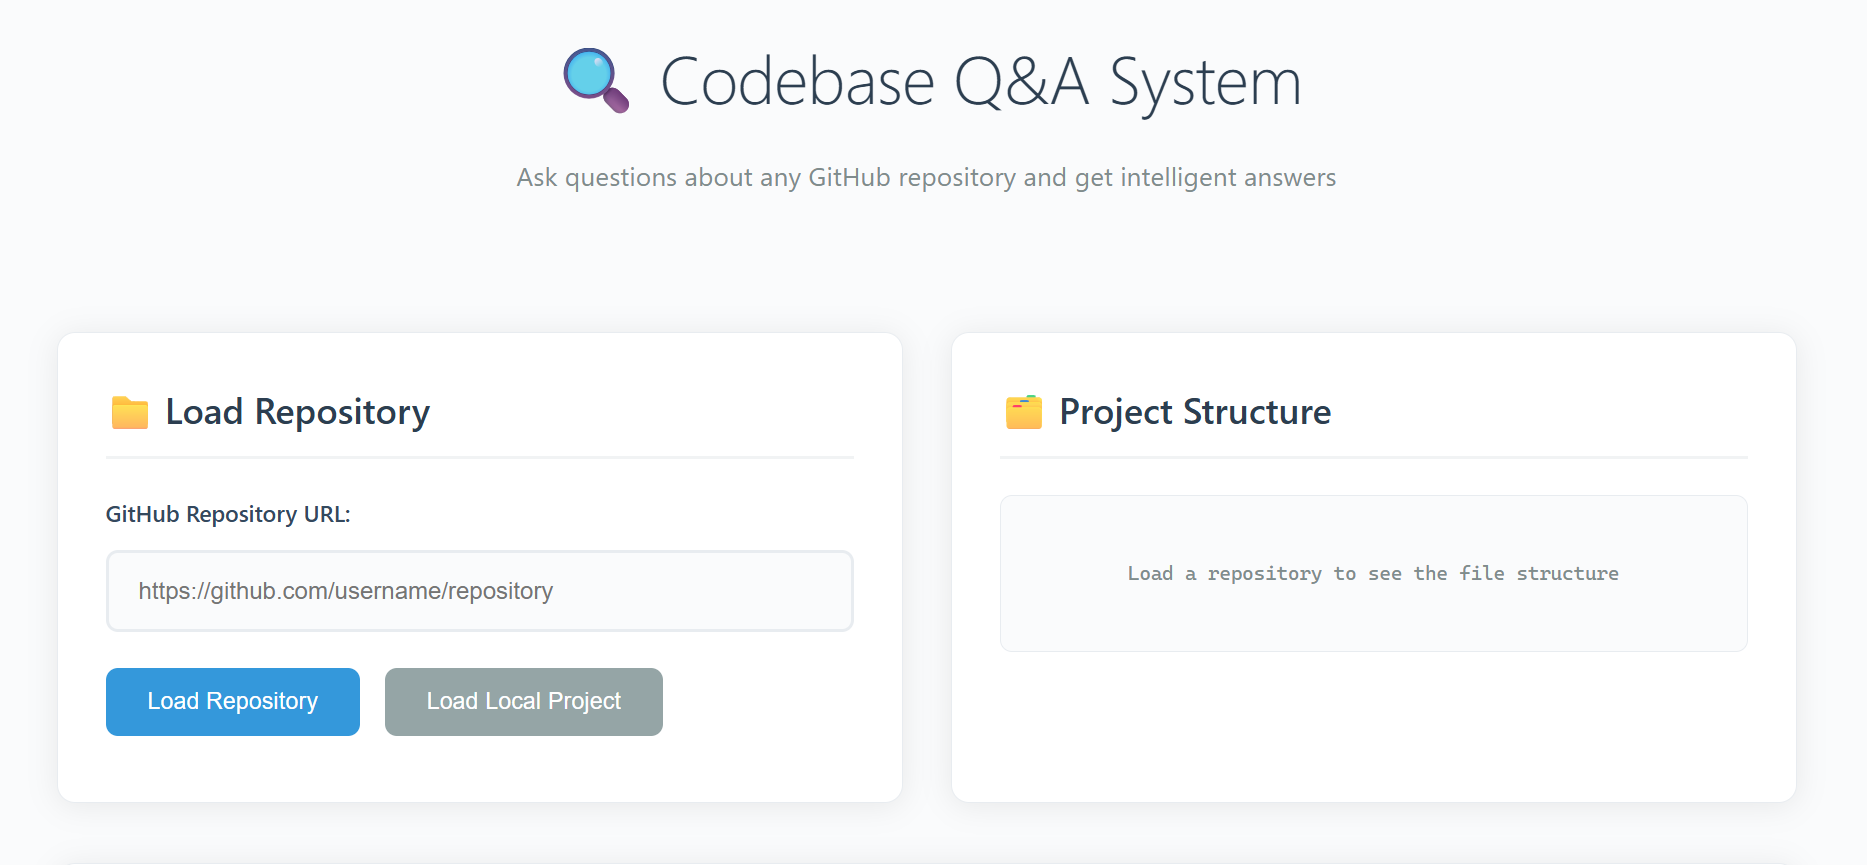 Codebase Q&A System
Ask questions about any GitHub repository and get intelligent answers
Load Repository
GitHub Repository URL:
https://github.com/username/repository
Load Repository
Load Local Project
Project Structure
Load a repository to see the file structure